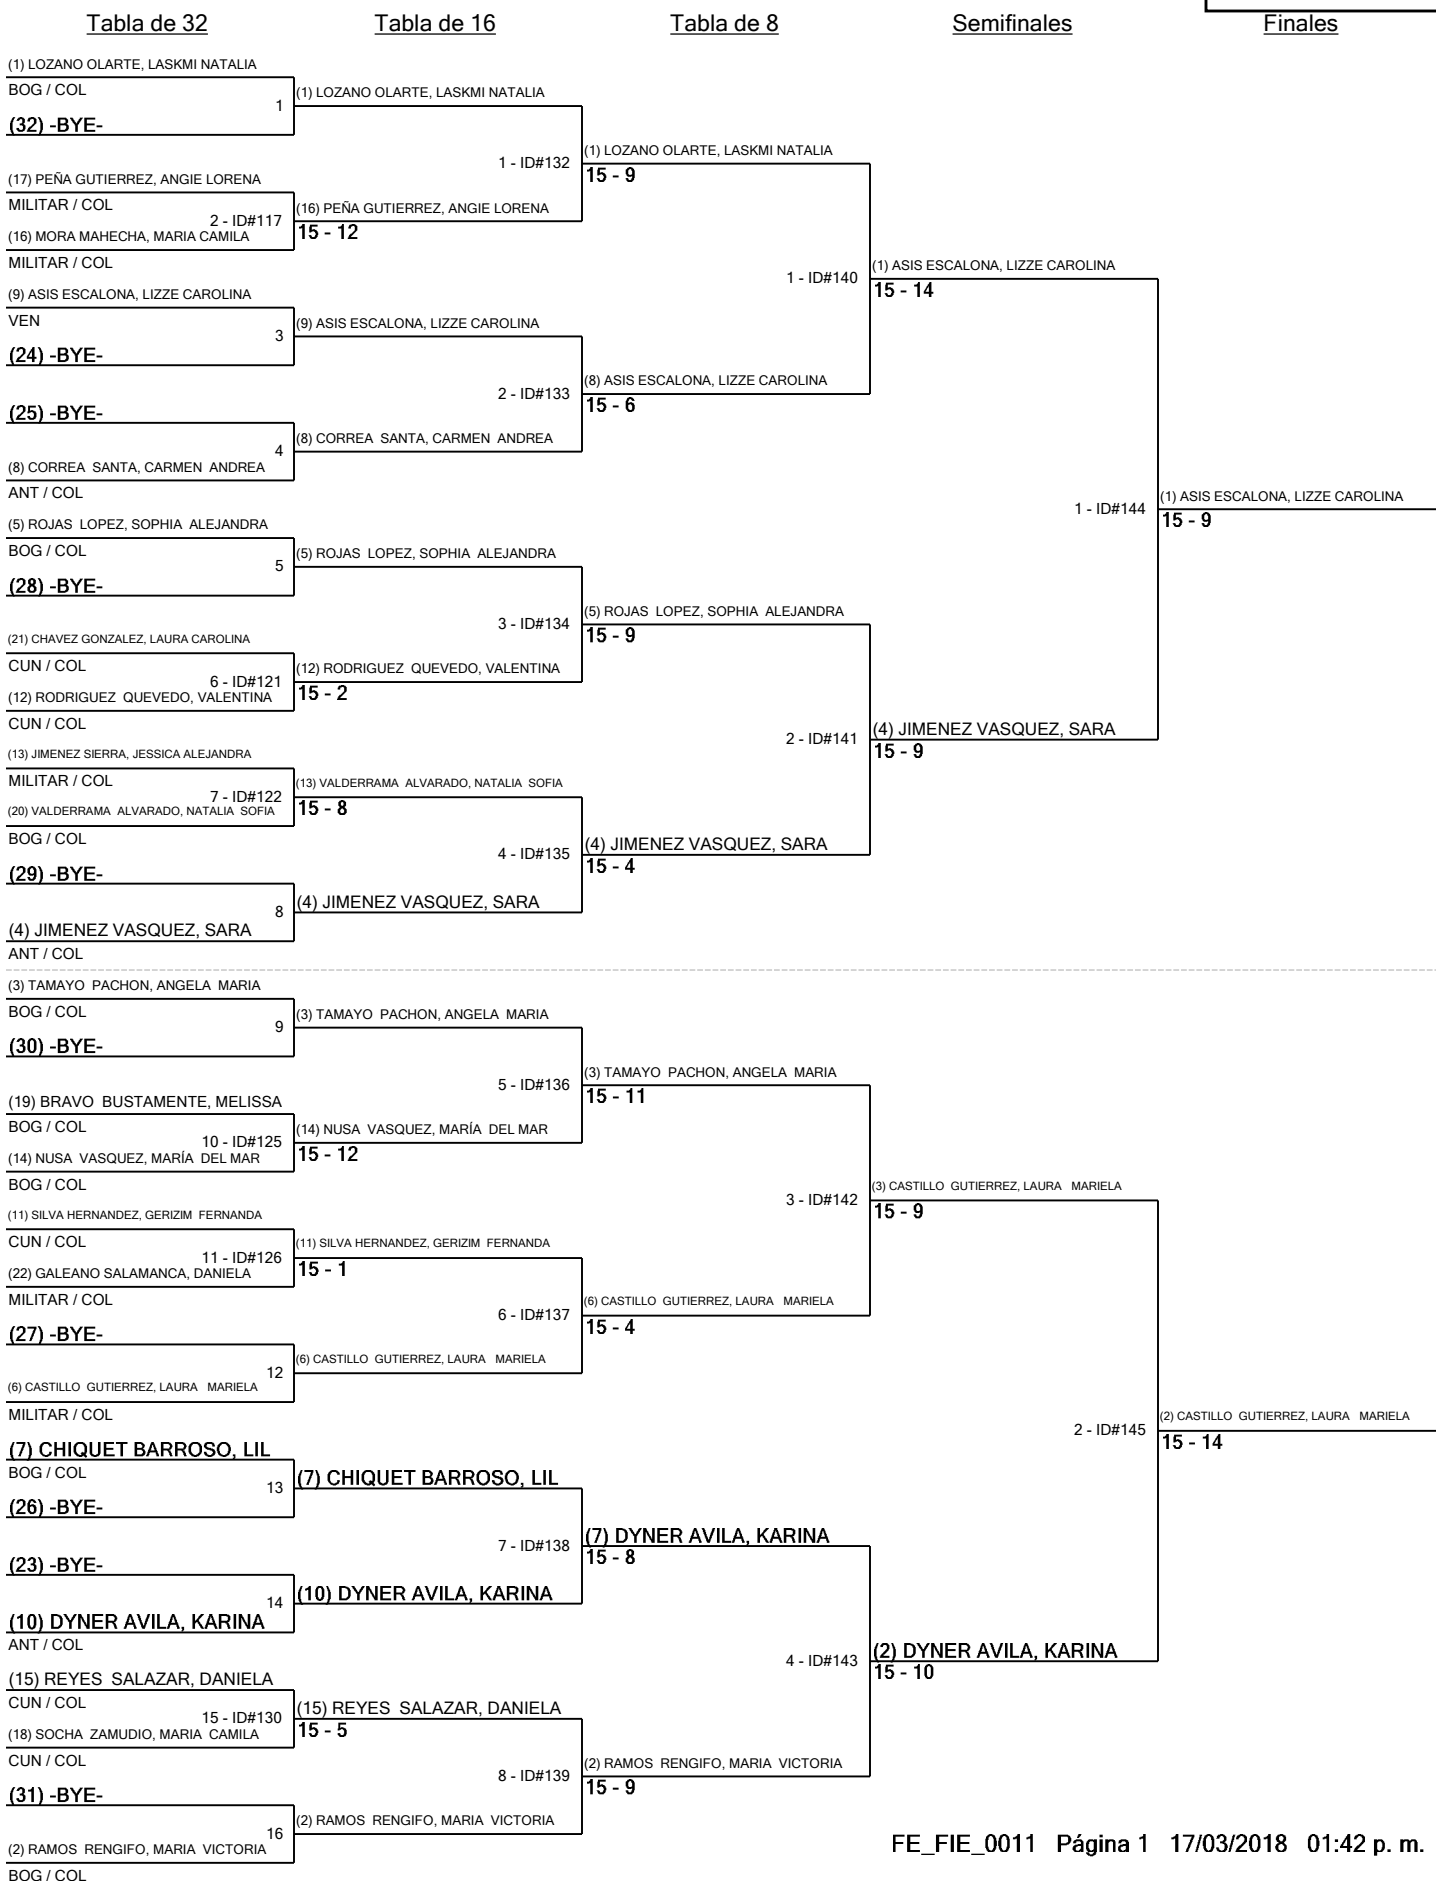 Tabla de 32 Tabla de 16 Tabla de 8 Semifinales Finales
(1) LOZANO OLARTE, LASKMI NATALIA
BOG / COL
1
(1) LOZANO OLARTE, LASKMI NATALIA
(32) -BYE-
1 - ID#132
(1) LOZANO OLARTE, LASKMI NATALIA
15 - 9
(17) PEÑA GUTIERREZ, ANGIE LORENA
MILITAR / COL
2 - ID#117
(16) PEÑA GUTIERREZ, ANGIE LORENA
15 - 12
(16) MORA MAHECHA, MARIA CAMILA
MILITAR / COL
1 - ID#140
(1) ASIS ESCALONA, LIZZE CAROLINA
15 - 14
(9) ASIS ESCALONA, LIZZE CAROLINA
VEN
3
(9) ASIS ESCALONA, LIZZE CAROLINA
(24) -BYE-
2 - ID#133
(8) ASIS ESCALONA, LIZZE CAROLINA
15 - 6
(25) -BYE-
4
(8) CORREA SANTA, CARMEN ANDREA
(8) CORREA SANTA, CARMEN ANDREA
ANT / COL
1 - ID#144
(1) ASIS ESCALONA, LIZZE CAROLINA
15 - 9
(5) ROJAS LOPEZ, SOPHIA ALEJANDRA
BOG / COL
5
(5) ROJAS LOPEZ, SOPHIA ALEJANDRA
(28) -BYE-
3 - ID#134
(5) ROJAS LOPEZ, SOPHIA ALEJANDRA
15 - 9
(21) CHAVEZ GONZALEZ, LAURA CAROLINA
CUN / COL
6 - ID#121
(12) RODRIGUEZ QUEVEDO, VALENTINA
15 - 2
(12) RODRIGUEZ QUEVEDO, VALENTINA
CUN / COL
2 - ID#141
(4) JIMENEZ VASQUEZ, SARA
15 - 9
(13) JIMENEZ SIERRA, JESSICA ALEJANDRA
MILITAR / COL
7 - ID#122
(13) VALDERRAMA ALVARADO, NATALIA SOFIA
15 - 8
(20) VALDERRAMA ALVARADO, NATALIA SOFIA
BOG / COL
4 - ID#135
(4) JIMENEZ VASQUEZ, SARA
15 - 4
(29) -BYE-
8
(4) JIMENEZ VASQUEZ, SARA
(4) JIMENEZ VASQUEZ, SARA
ANT / COL
(3) TAMAYO PACHON, ANGELA MARIA
BOG / COL
9
(3) TAMAYO PACHON, ANGELA MARIA
(30) -BYE-
5 - ID#136
(3) TAMAYO PACHON, ANGELA MARIA
15 - 11
(19) BRAVO BUSTAMENTE, MELISSA
BOG / COL
10 - ID#125
(14) NUSA VASQUEZ, MARÍA DEL MAR
15 - 12
(14) NUSA VASQUEZ, MARÍA DEL MAR
BOG / COL
3 - ID#142
(3) CASTILLO GUTIERREZ, LAURA MARIELA
15 - 9
(11) SILVA HERNANDEZ, GERIZIM FERNANDA
CUN / COL
11 - ID#126
(11) SILVA HERNANDEZ, GERIZIM FERNANDA
15 - 1
(22) GALEANO SALAMANCA, DANIELA
MILITAR / COL
6 - ID#137
(6) CASTILLO GUTIERREZ, LAURA MARIELA
15 - 4
(27) -BYE-
12
(6) CASTILLO GUTIERREZ, LAURA MARIELA
(6) CASTILLO GUTIERREZ, LAURA MARIELA
MILITAR / COL
2 - ID#145
(2) CASTILLO GUTIERREZ, LAURA MARIELA
15 - 14
(7) CHIQUET BARROSO, LIL
BOG / COL
13
(7) CHIQUET BARROSO, LIL
(26) -BYE-
7 - ID#138
(7) DYNER AVILA, KARINA
15 - 8
(23) -BYE-
14
(10) DYNER AVILA, KARINA
(10) DYNER AVILA, KARINA
ANT / COL
4 - ID#143
(2) DYNER AVILA, KARINA
15 - 10
(15) REYES SALAZAR, DANIELA
CUN / COL
15 - ID#130
(15) REYES SALAZAR, DANIELA
15 - 5
(18) SOCHA ZAMUDIO, MARIA CAMILA
CUN / COL
8 - ID#139
(2) RAMOS RENGIFO, MARIA VICTORIA
15 - 9
(31) -BYE-
16
(2) RAMOS RENGIFO, MARIA VICTORIA
(2) RAMOS RENGIFO, MARIA VICTORIA
BOG / COL
FE_FIE_0011 Página 1 17/03/2018 01:42 p. m.